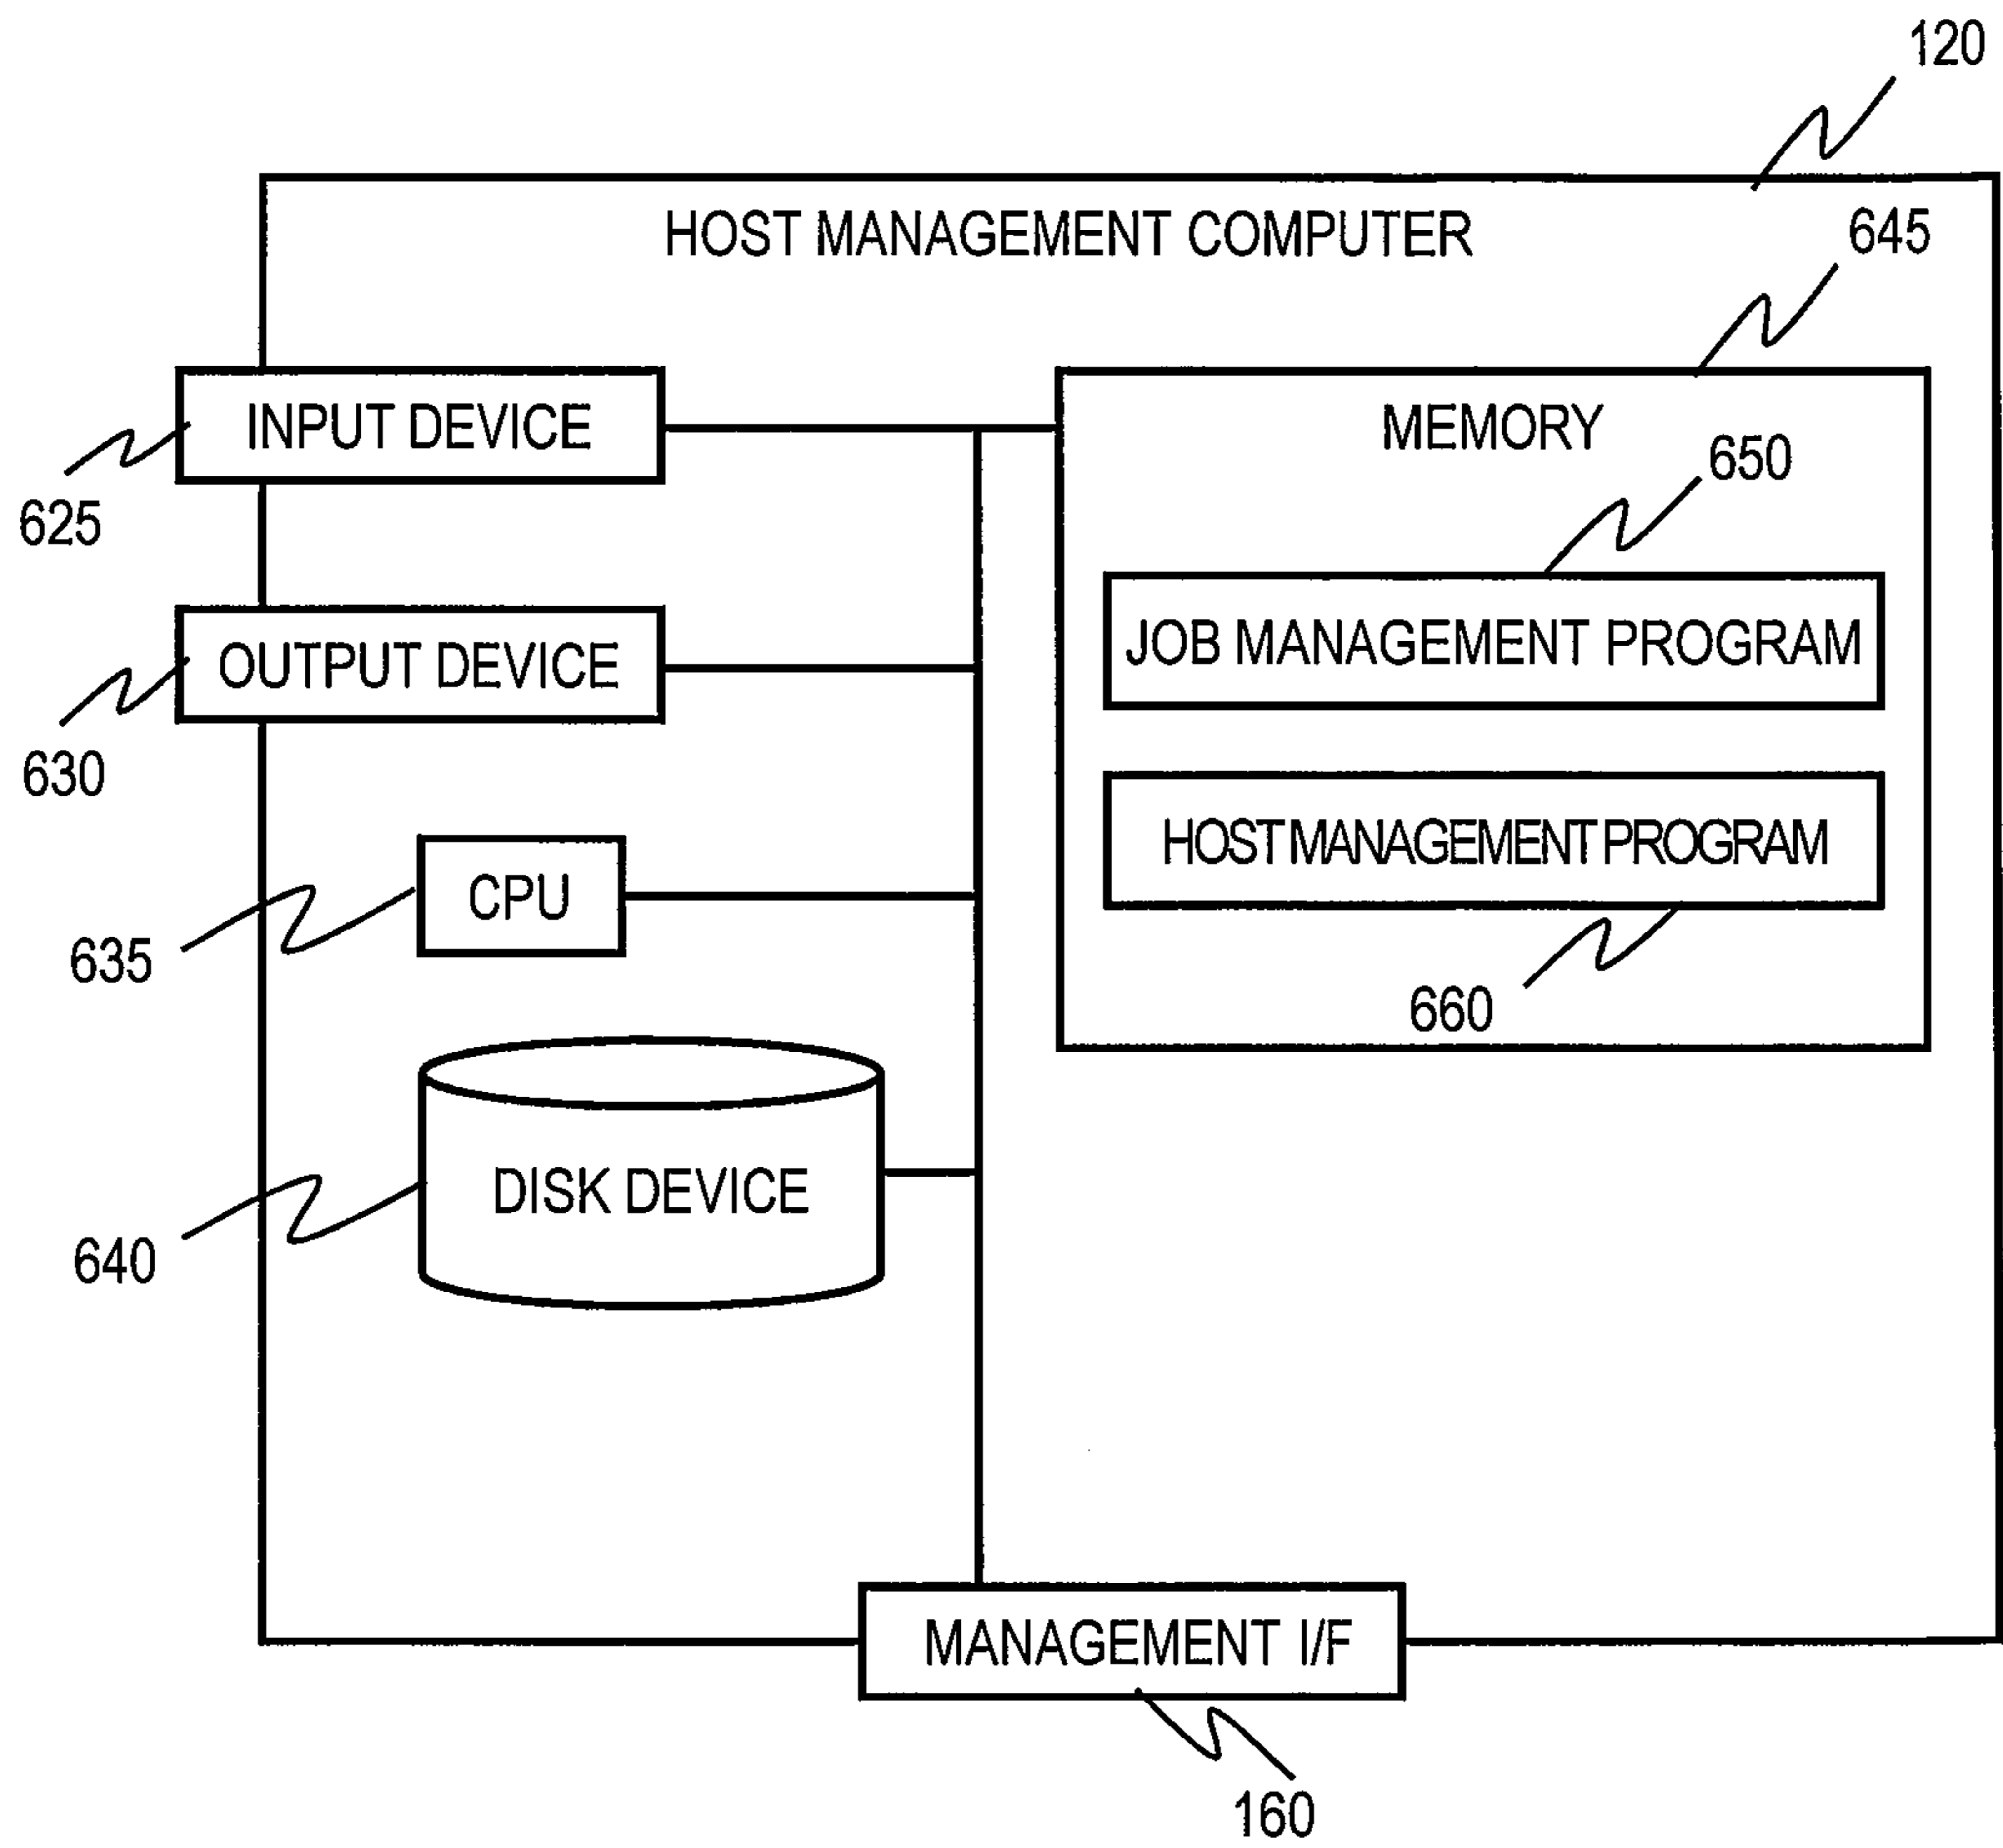 120
HOST MANAGEMENT COMPUTER
645
INPUT DEVICE
MEMORY
625
650
OUTPUT DEVICE
JOB MANAGEMENT PROGRAM
630
HOST MANAGEMENT PROGRAM
CPU
635
660
DISK DEVICE
640
MANAGEMENT I/F
160